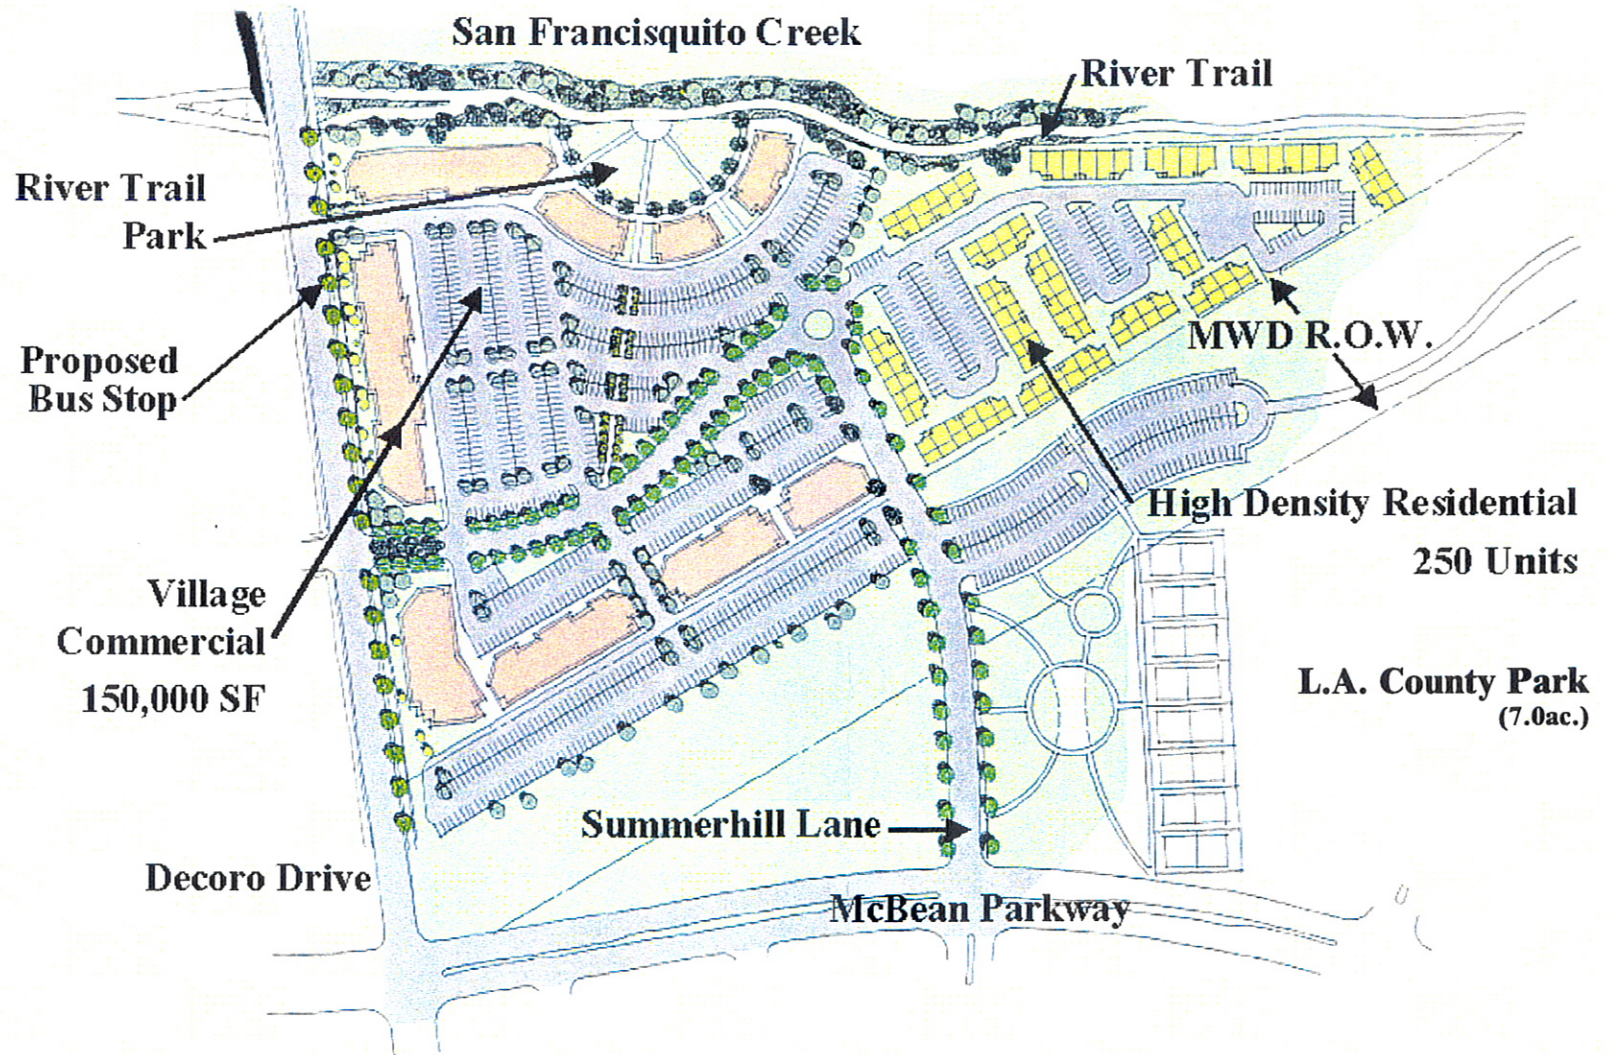 San Francisquito Creek
River Trail
River Trail
Park
Proposed
Bus Stop
MWD R.O.W.
High Density Residential
250 Units
Village
Commercial
150,000 SF
L.A. County Park
(7.0ac.)
Summerhill Lane
Decoro Drive
McBean Parkway